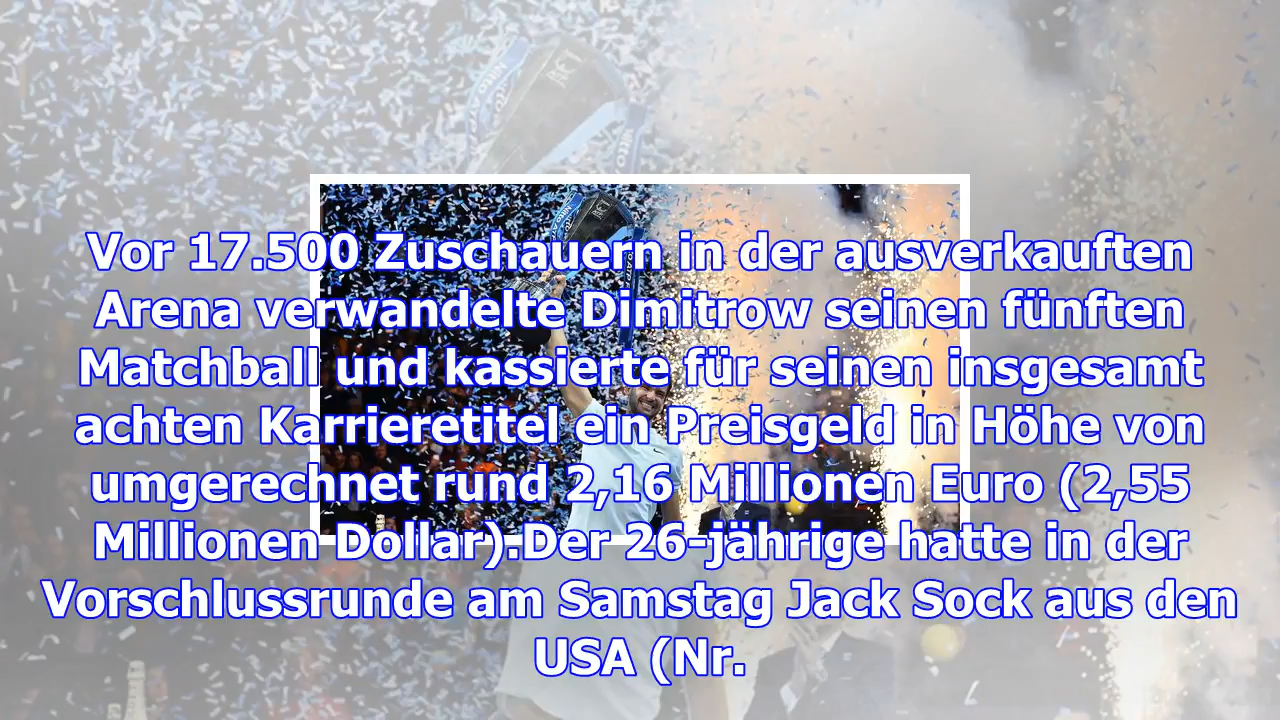 Vor 17.500 Zuschauern in der ausverkauften
Arena verwandelte Dimitrow seinen fünften
Matchball und kassierte für seinen insgesamt
achten Karrieretitel ein Preisgeld in Höhe von
umgerechnet rund 2,16 Millionen Euro (2,55
Millionen Dollar).Der 26-jährige hatte in der
Vorschlussrunde am Samstag Jack Sock aus den
USA (Nr.